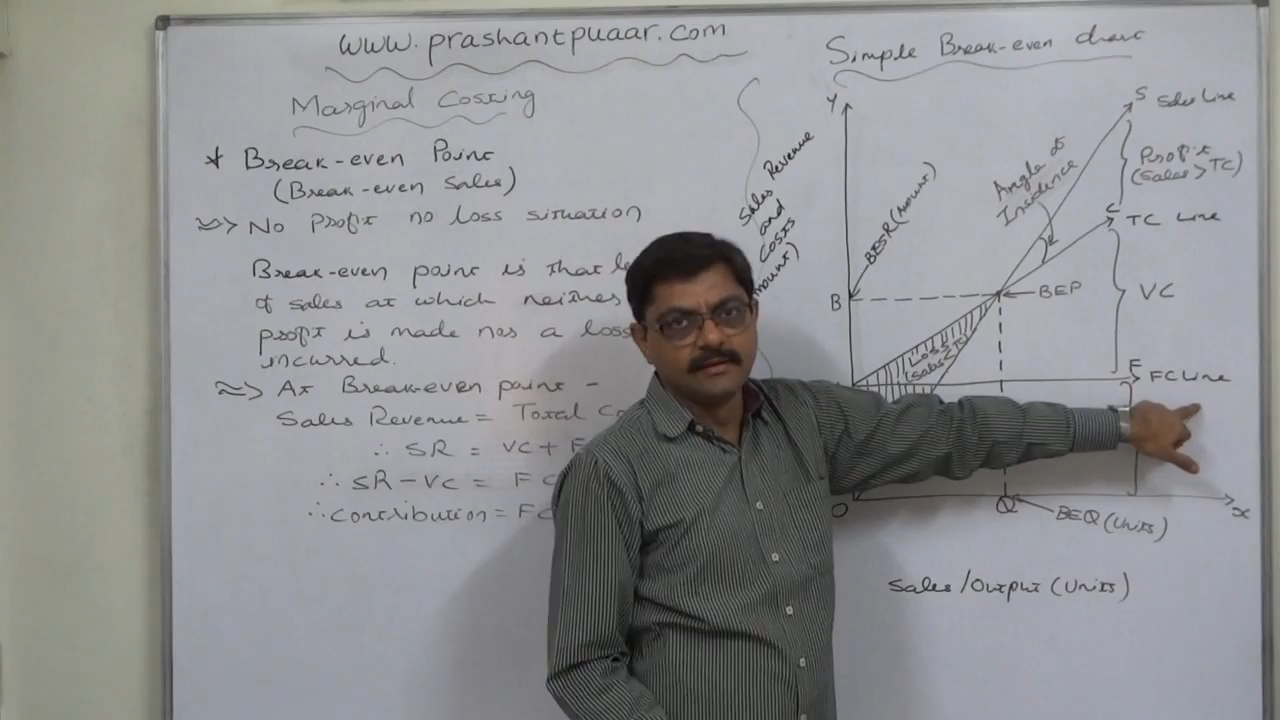 www.prashantpuaar.com
Marginal Costing
* Break-even Point
(Break-even Sales)
No profit no loss situation
Break-even point is that
of sales at which neither
profit is made nor a loss
incurred.
At Break-even point -
Sales Revenue = Total
∴ SR = VC +
∴ SR - VC =
∴ contribution =
Simple Break-even chart
Y
S Sales Line
Sales Revenue
and
Costs
BESR (Amount)
Angle of
Insidence
Profit
(Sales > TC)
C
TC Line
B
BEP
VC
Loss
F
FC Line
O
Q
BEQ (Units)
x
Sales/Output (Units)